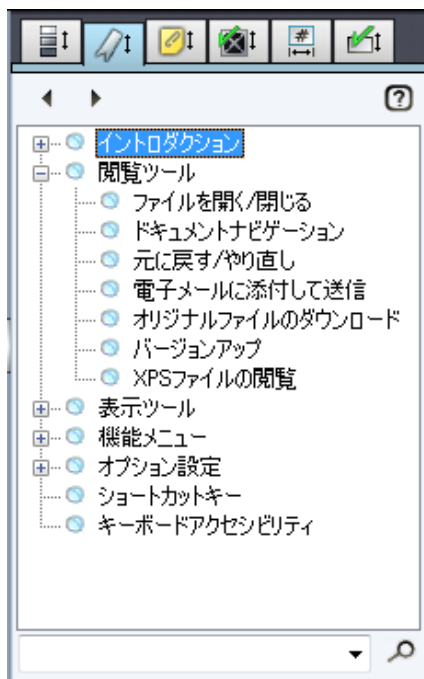 #
?
イントロダクション
閲覧ツール
ファイルを開く/閉じる
ドキュメントナビゲーション
元に戻す/やり直し
電子メールに添付して送信
オリジナルファイルのダウンロード
バージョンアップ
XPSファイルの閲覧
表示ツール
機能メニュー
オプション設定
ショートカットキー
キーボードアクセシビリティ